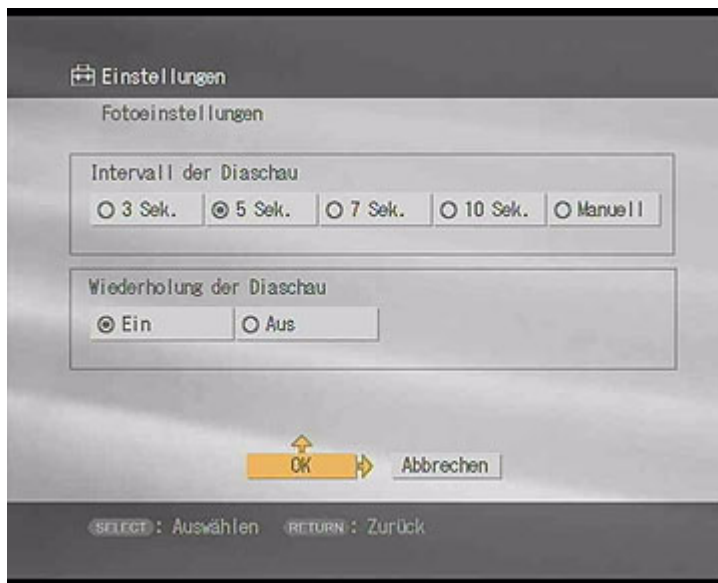 Einstellungen
Fotoeinstellungen
Intervall der Diaschau
3 Sek. 5 Sek. 7 Sek. 10 Sek. Manuell
Wiederholung der Diaschau
Ein Aus
OK Abbrechen
SELECT: Auswählen RETURN: Zurück